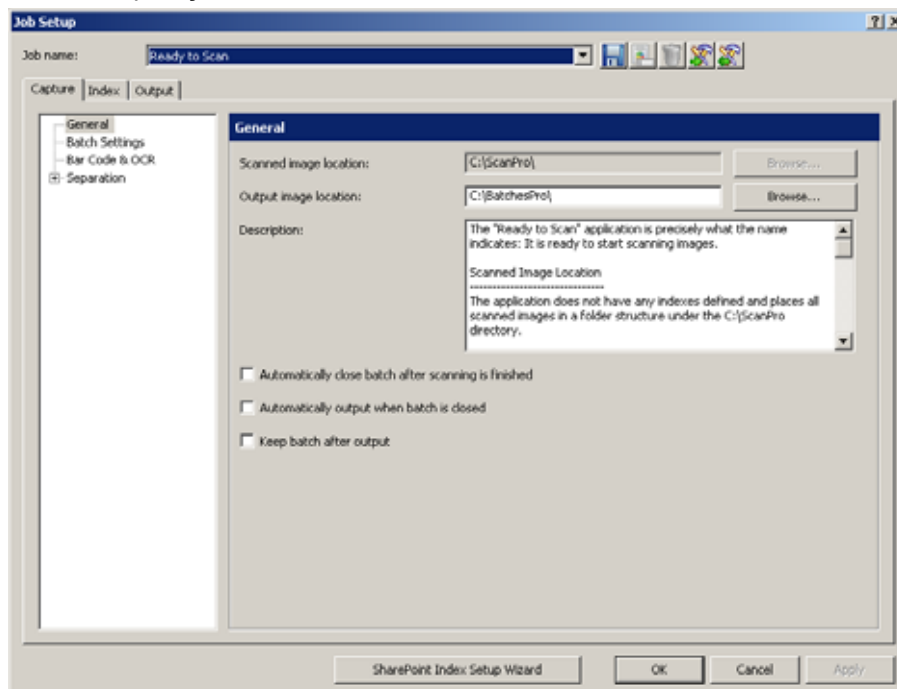 Job Setup
Job name: Ready to Scan
Capture Index Output
General
Batch Settings
Bar Code & OCR
Separation
General
Scanned image location: C:\ScanPro\ Browse...
Output image location: C:\BatchesPro\ Browse...
Description: The "Ready to Scan" application is precisely what the name
indicates: It is ready to start scanning images.
Scanned Image Location
--------------------------------
The application does not have any indexes defined and places all
scanned images in a folder structure under the C:\ScanPro
directory.
Automatically close batch after scanning is finished
Automatically output when batch is closed
Keep batch after output
SharePoint Index Setup Wizard OK Cancel Apply